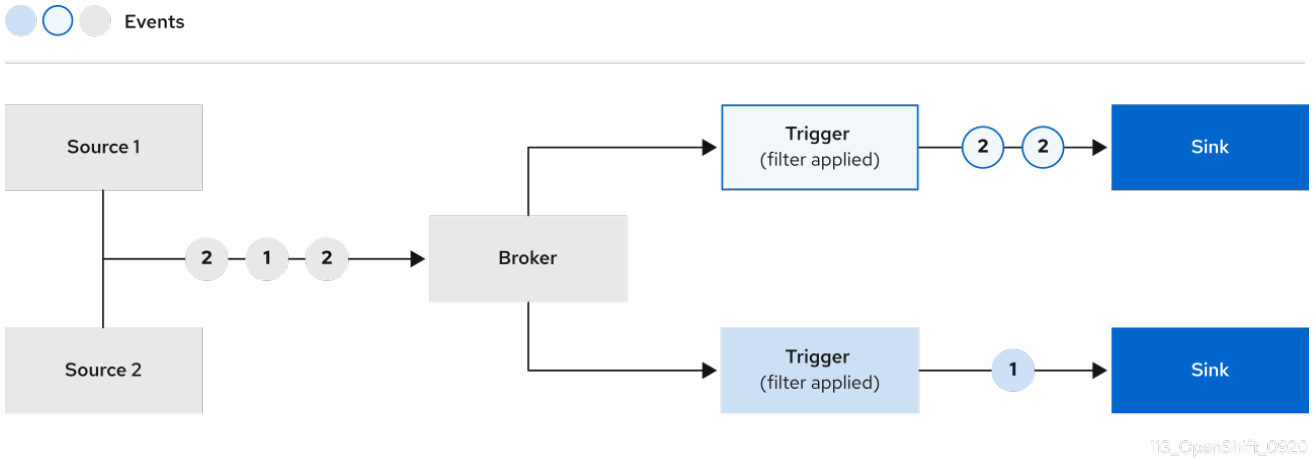 Events
Source 1
Trigger
(filter applied)
2
2
Sink
2
1
2
Broker
Source 2
Trigger
(filter applied)
1
Sink
113_OpenShift_0920